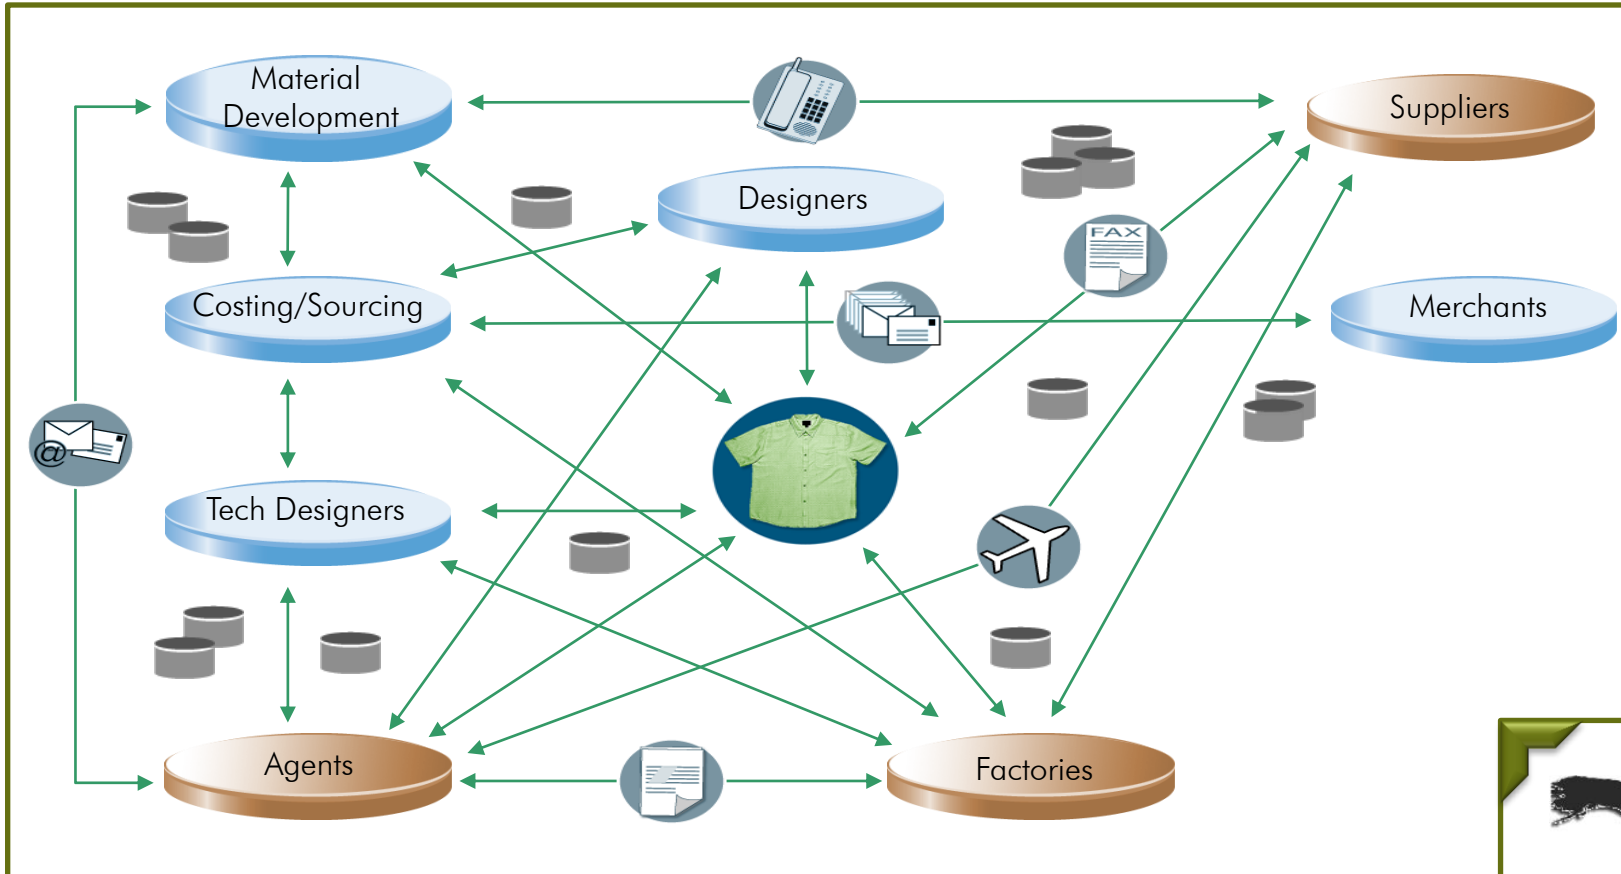 Material
Development
Suppliers
Designers
FAX
Costing/Sourcing
Merchants
@
Tech Designers
Agents
Factories